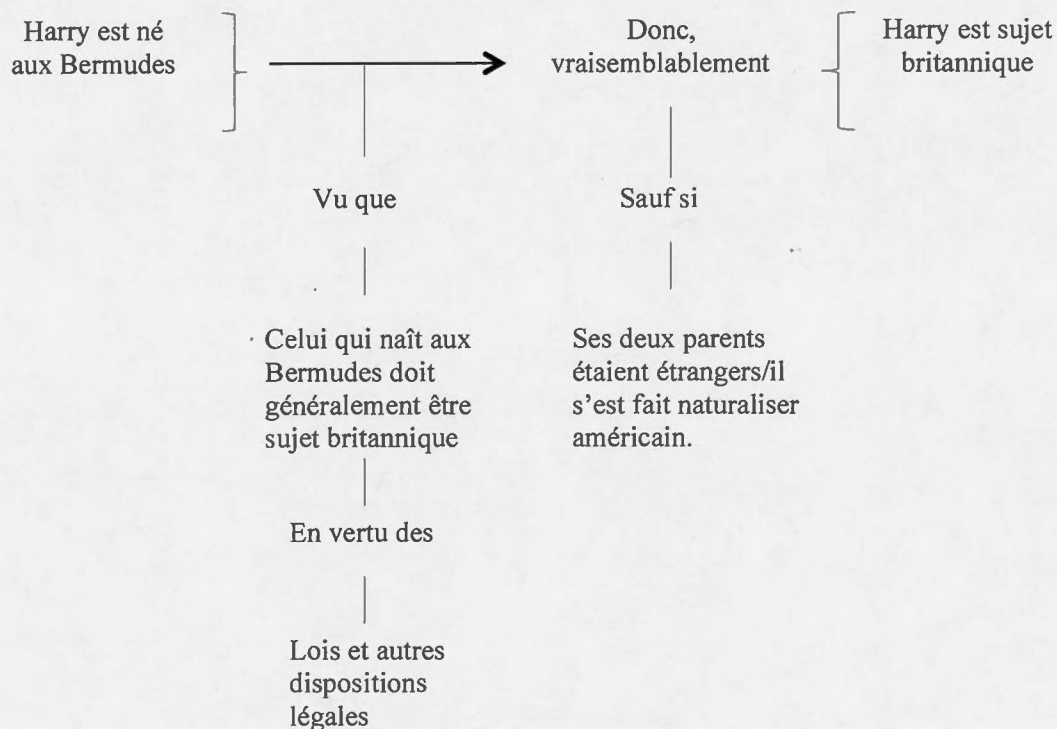 Harry est né
aux Bermudes
Donc,
vraisemblablement
Harry est sujet
britannique
Vu que
Sauf si
Celui qui naît aux
Bermudes doit
généralement être
sujet britannique
Ses deux parents
étaient étrangers/il
s'est fait naturaliser
américain.
En vertu des
Lois et autres
dispositions
légales